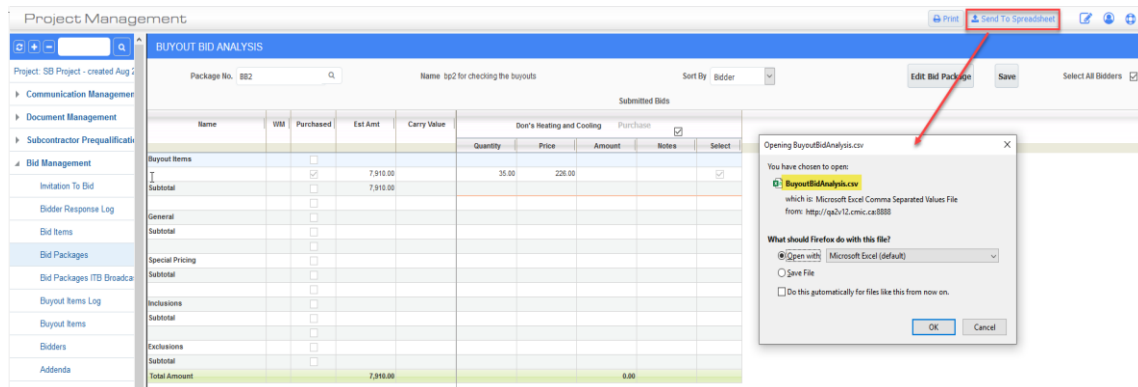 Project Management
Print
Send To Spreadsheet
BUYOUT BID ANALYSIS
Project: SB Project - created Aug 2
Communication Managemen
Document Management
Subcontractor Prequalificati
Bid Management
Invitation To Bid
Bidder Response Log
Bid Items
Bid Packages
Bid Packages ITB Broadca
Buyout Items Log
Buyout Items
Bidders
Addenda
Package No. 882
Name bp2 for checking the buyouts
Sort By Bidder
Edit Bid Package
Save
Select All Bidders
Submitted Bids
Name WM Purchased Est Amt Carry Value Don's Heating and Cooling Purchase
Quantity Price Amount Notes Select
Buyout Items
7,910.00 35.00 226.00
Subtotal 7,910.00
General
Subtotal
Special Pricing
Subtotal
Inclusions
Subtotal
Exclusions
Subtotal
Total Amount 7,910.00 0.00
Opening BuyoutBidAnalysis.csv
You have chosen to open:
BuyoutBidAnalysis.csv
which is: Microsoft Excel Comma Separated Values File
from: http://qa2v12.cmic.ca:8888
What should Firefox do with this file?
Open with Microsoft Excel (default)
Save File
Do this automatically for files like this from now on.
OK
Cancel